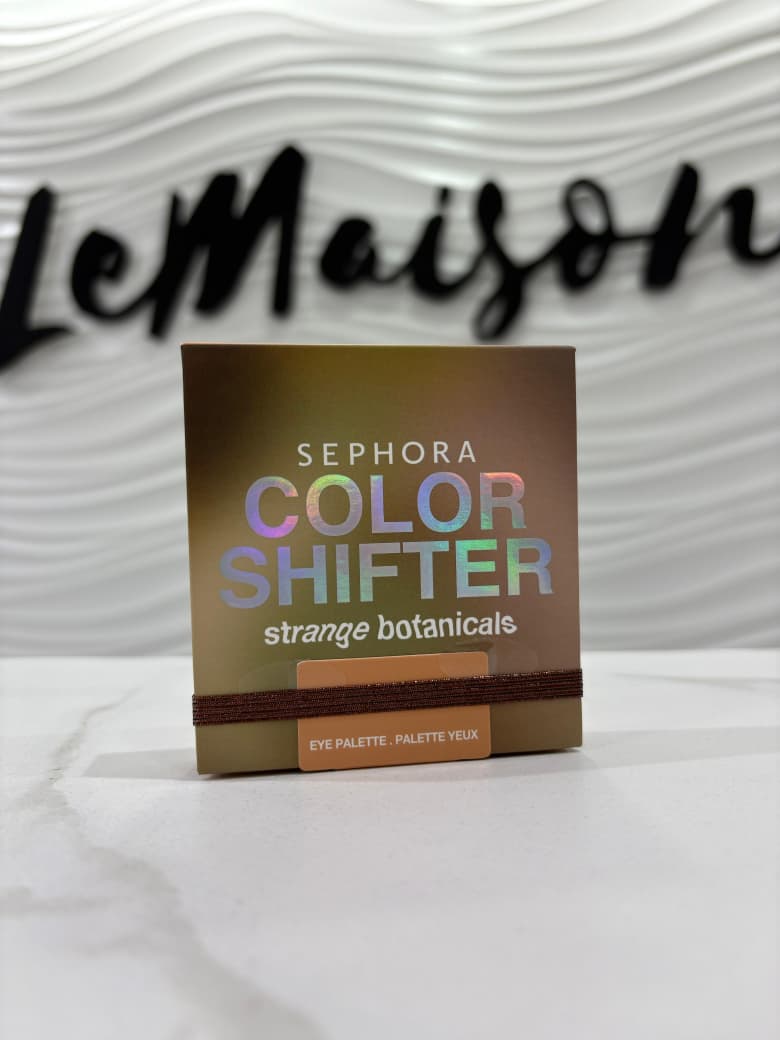 LeMaison
SEPHORA
COLOR
SHIFTER
strange botanicals
EYE PALETTE . PALETTE YEUX